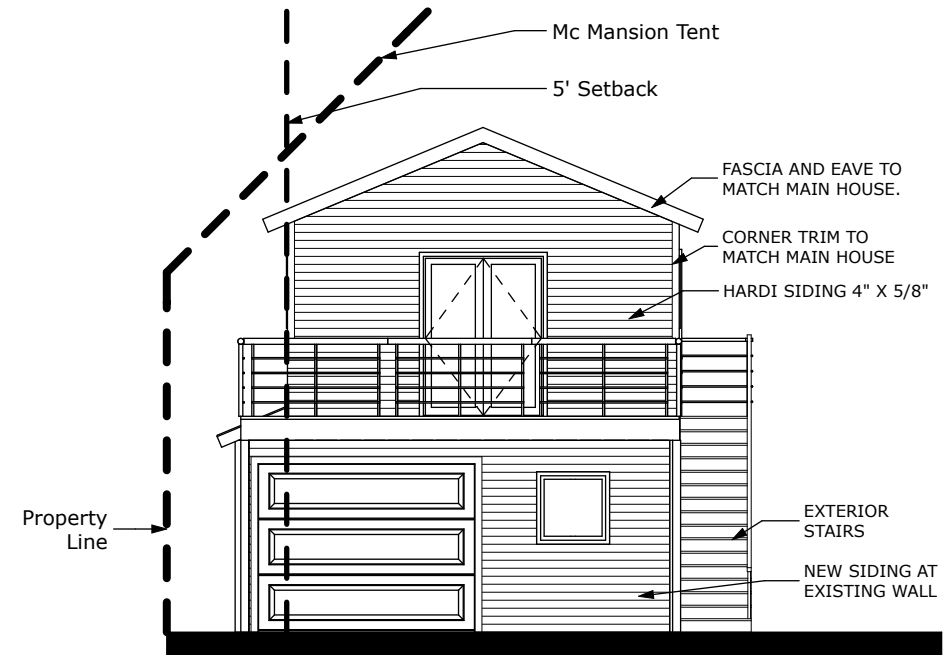 Mc Mansion Tent
5' Setback
FASCIA AND EAVE TO
MATCH MAIN HOUSE.
CORNER TRIM TO
MATCH MAIN HOUSE
HARDI SIDING 4" X 5/8"
Property
Line
EXTERIOR
STAIRS
NEW SIDING AT
EXISTING WALL